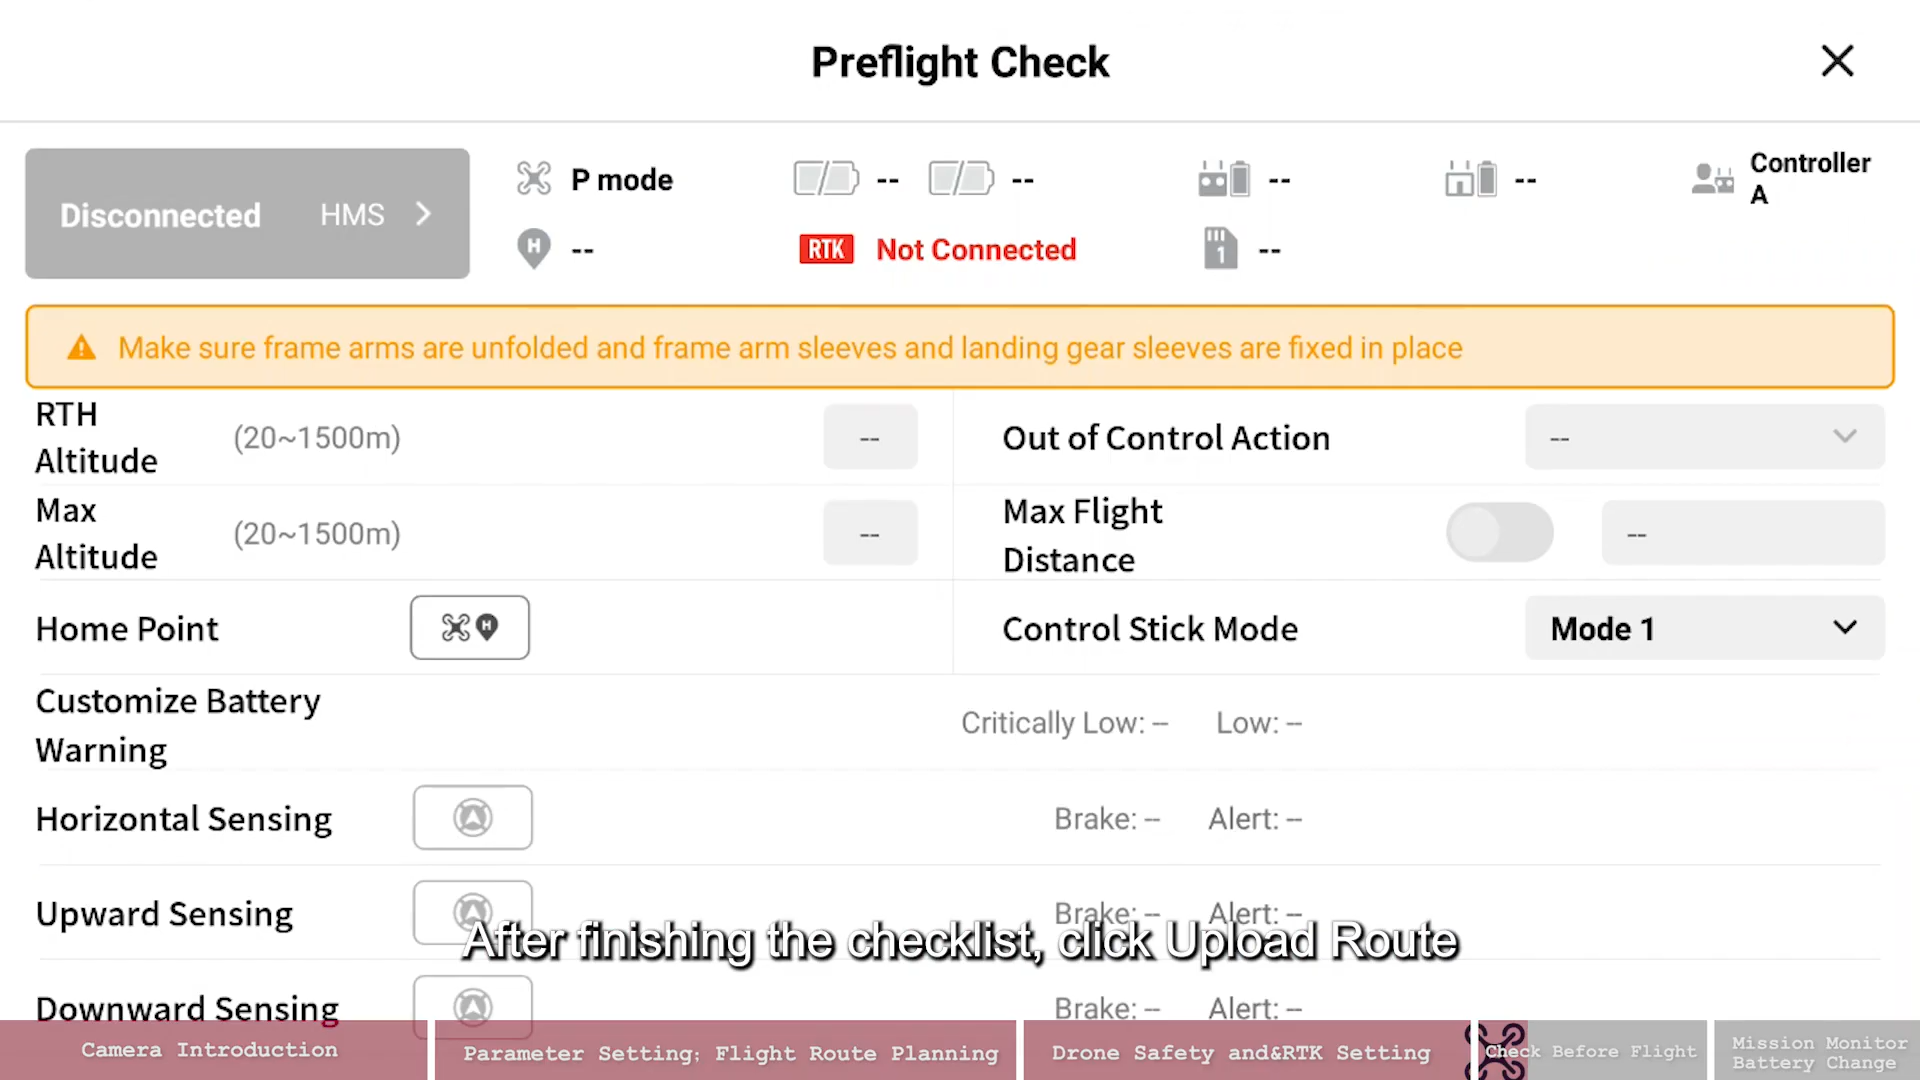 Preflight Check
Disconnected HMS
P mode -- -- -- -- Controller
A
H -- RTK Not Connected 1 --
Make sure frame arms are unfolded and frame arm sleeves and landing gear sleeves are fixed in place
RTH
Altitude (20~1500m) -- Out of Control Action --
Max
Altitude (20~1500m) -- Max Flight
Distance --
Home Point H Control Stick Mode Mode 1
Customize Battery
Warning Critically Low: -- Low: --
Horizontal Sensing Brake: -- Alert: --
Upward Sensing Brake: -- Alert: --
After finishing the checklist, click Upload Route
Downward Sensing Brake: -- Alert: --
Camera Introduction
Parameter Setting; Flight Route Planning
Drone Safety and&RTK Setting
Check Before Flight
Mission Monitor
Battery Change